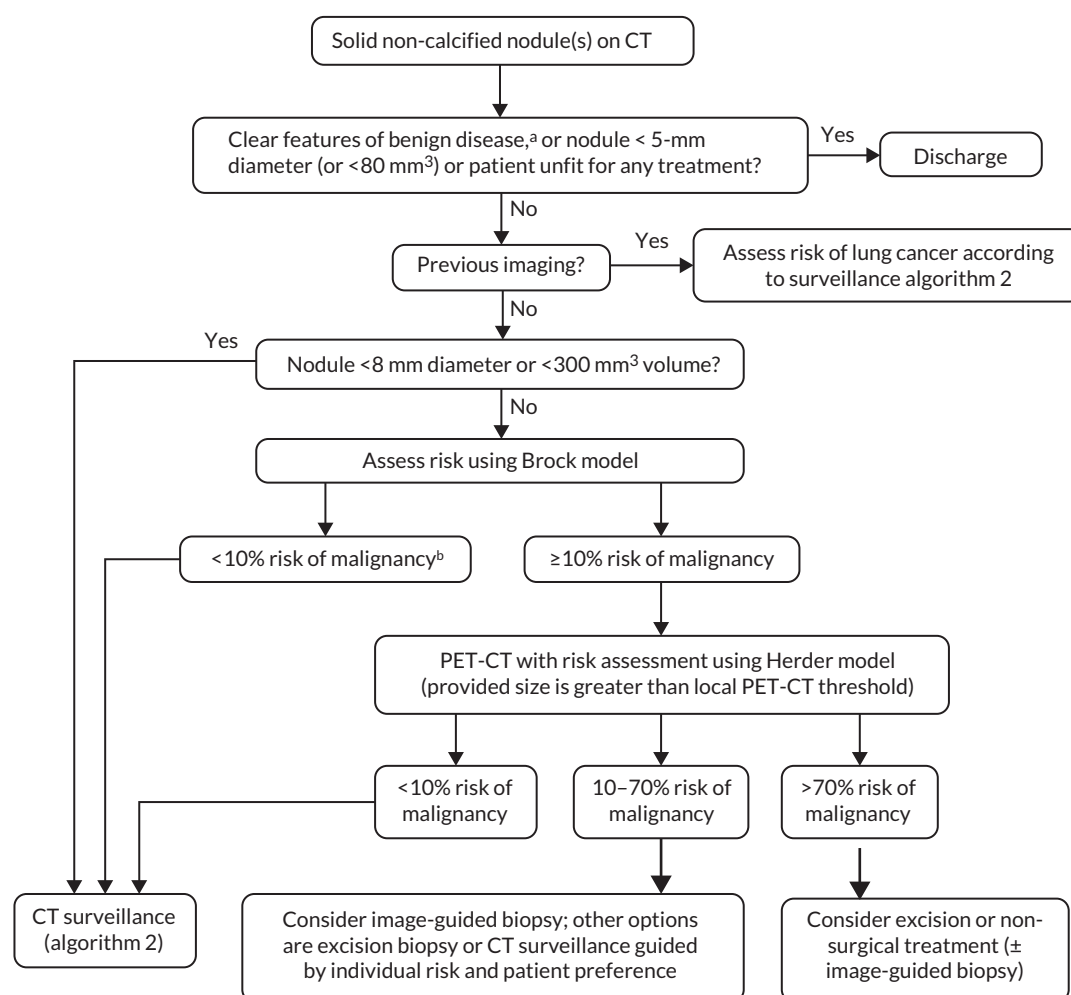 Solid non-calcified nodule(s) on CT
Clear features of benign disease,ᵃ or nodule < 5-mm
diameter (or <80 mm³) or patient unfit for any treatment?
Yes
Discharge
No
Previous imaging?
Yes
Assess risk of lung cancer according
to surveillance algorithm 2
No
Yes
Nodule <8 mm diameter or <300 mm³ volume?
No
Assess risk using Brock model
<10% risk of malignancyᵇ
≥10% risk of malignancy
PET-CT with risk assessment using Herder model
(provided size is greater than local PET-CT threshold)
<10% risk of
malignancy
10–70% risk of
malignancy
>70% risk of
malignancy
CT surveillance
(algorithm 2)
Consider image-guided biopsy; other options
are excision biopsy or CT surveillance guided
by individual risk and patient preference
Consider excision or non-
surgical treatment (±
image-guided biopsy)